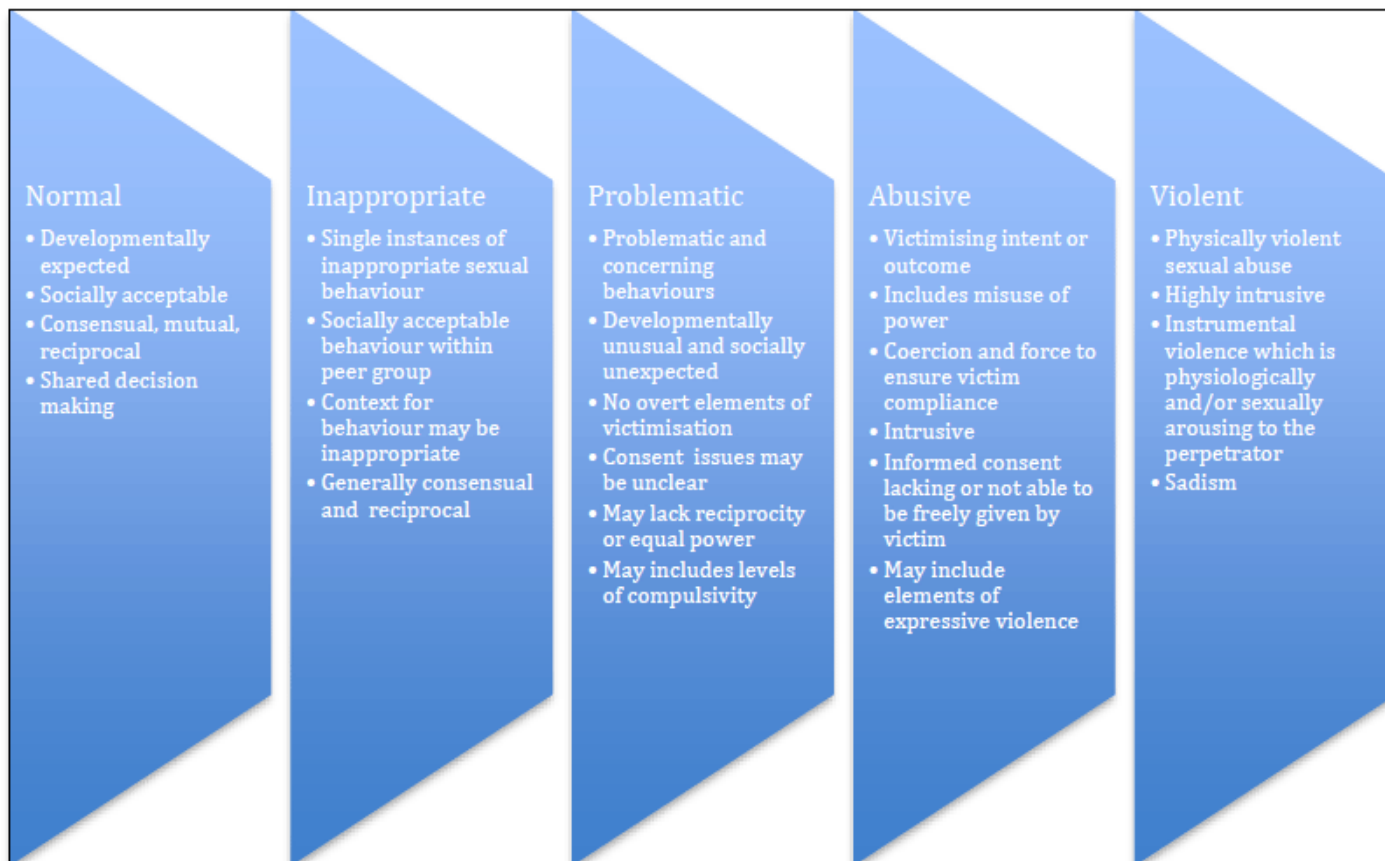 Normal
• Developmentally
expected
• Socially acceptable
• Consensual, mutual,
reciprocal
• Shared decision
making
Inappropriate
• Single instances of
inappropriate sexual
behaviour
• Socially acceptable
behaviour within
peer group
• Context for
behaviour may be
inappropriate
• Generally consensual
and reciprocal
Problematic
• Problematic and
concerning
behaviours
• Developmentally
unusual and socially
unexpected
• No overt elements of
victimisation
• Consent issues may
be unclear
• May lack reciprocity
or equal power
• May includes levels
of compulsivity
Abusive
• Victimising intent or
outcome
• Includes misuse of
power
• Coercion and force to
ensure victim
compliance
• Intrusive
• Informed consent
lacking or not able to
be freely given by
victim
• May include
elements of
expressive violence
Violent
• Physically violent
sexual abuse
• Highly intrusive
• Instrumental
violence which is
physiologically
and/or sexually
arousing to the
perpetrator
• Sadism